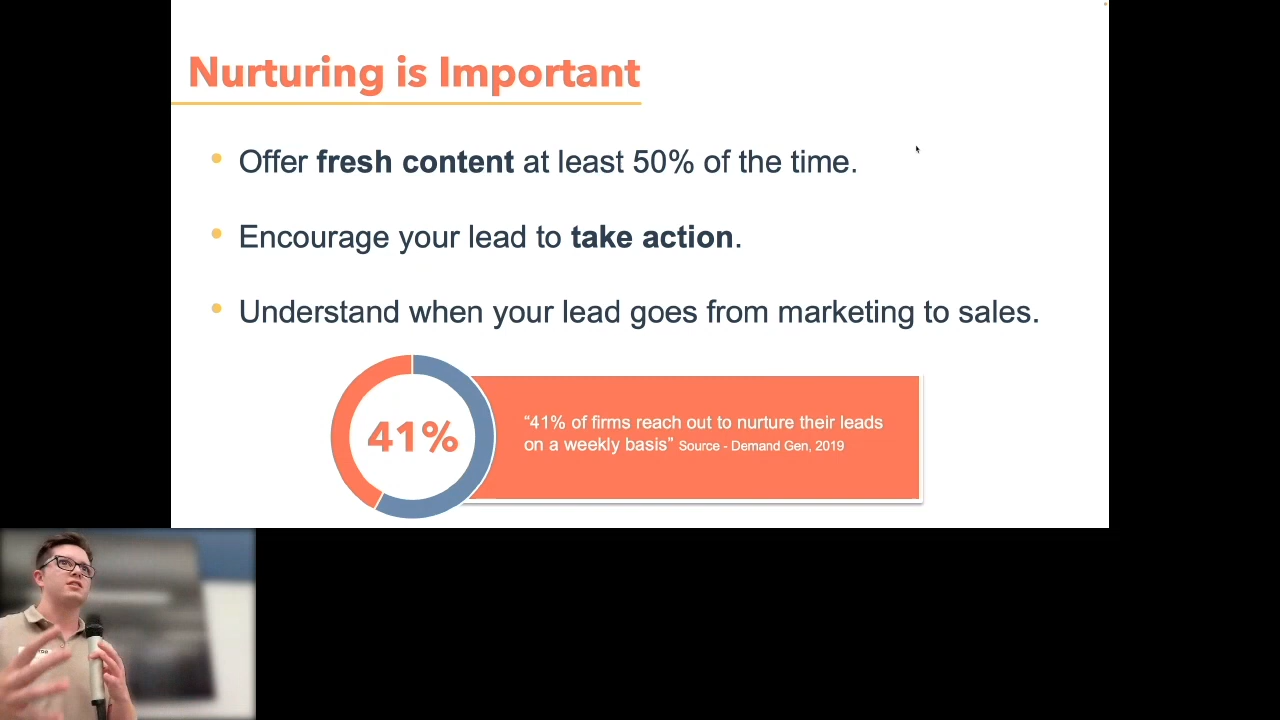 Nurturing is Important
• Offer fresh content at least 50% of the time.
• Encourage your lead to take action.
• Understand when your lead goes from marketing to sales.
41%
“41% of firms reach out to nurture their leads
on a weekly basis” Source - Demand Gen, 2019